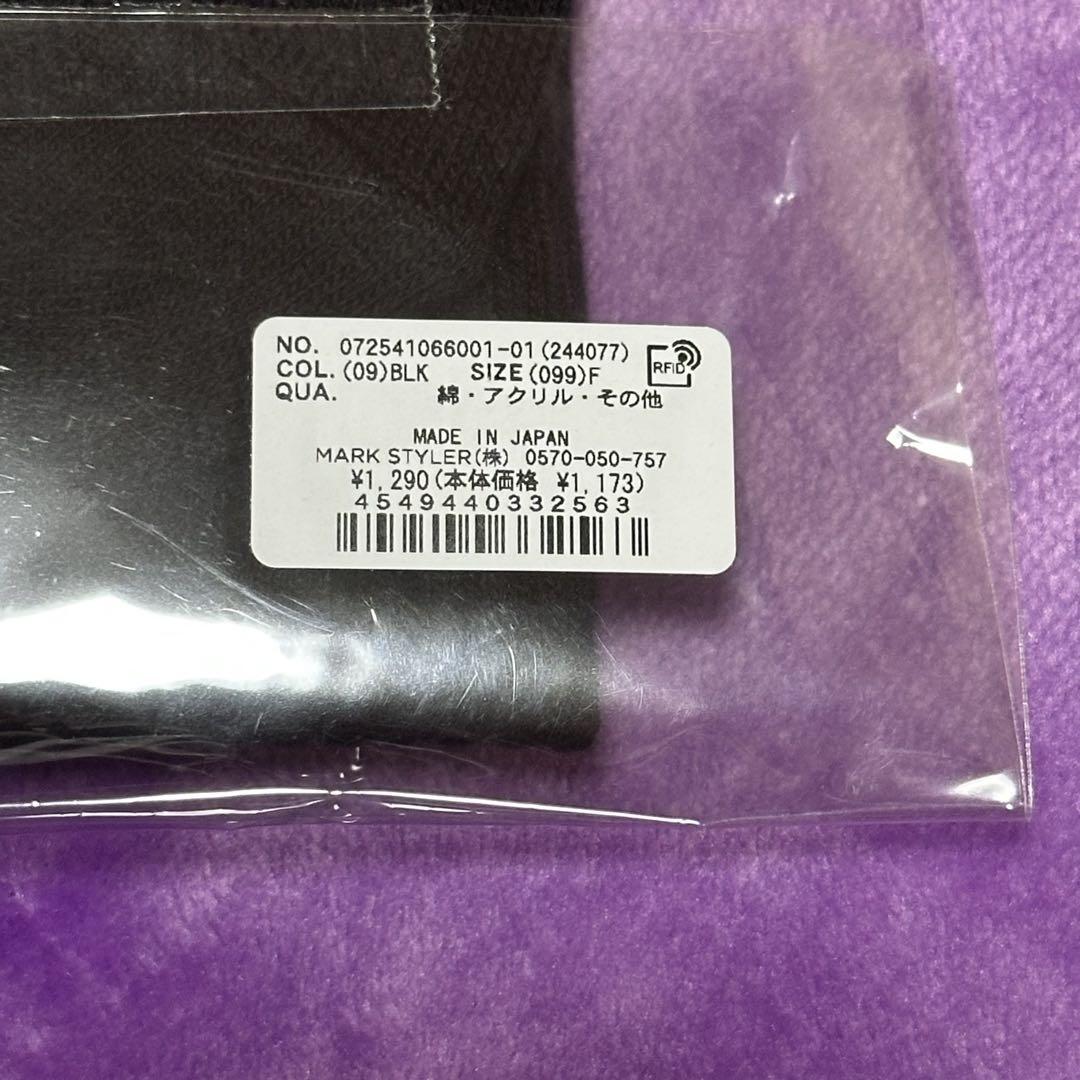 NO. 072541066001-01(244077)
RFID
COL.(09)BLK SIZE(099)F
QUA. 綿・アクリル・その他
MADE IN JAPAN
MARK STYLER(株) 0570-050-757
¥1,290(本体価格 ¥1,173)
4549440332563